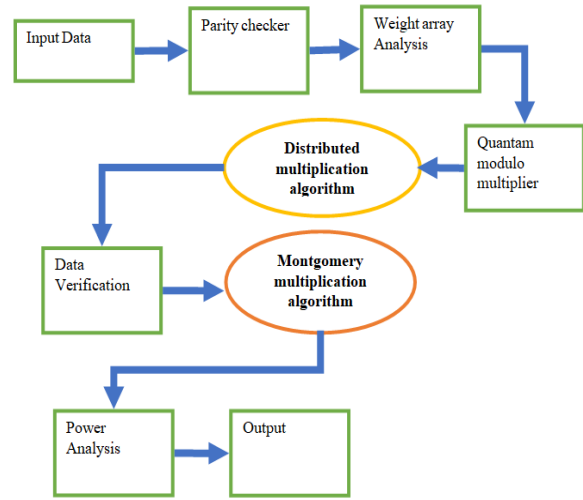 Input Data
Parity checker
Weight array
Analysis
Quantam
modulo
multiplier
Distributed
multiplication
algorithm
Data
Verification
Montgomery
multiplication
algorithm
Power
Analysis
Output